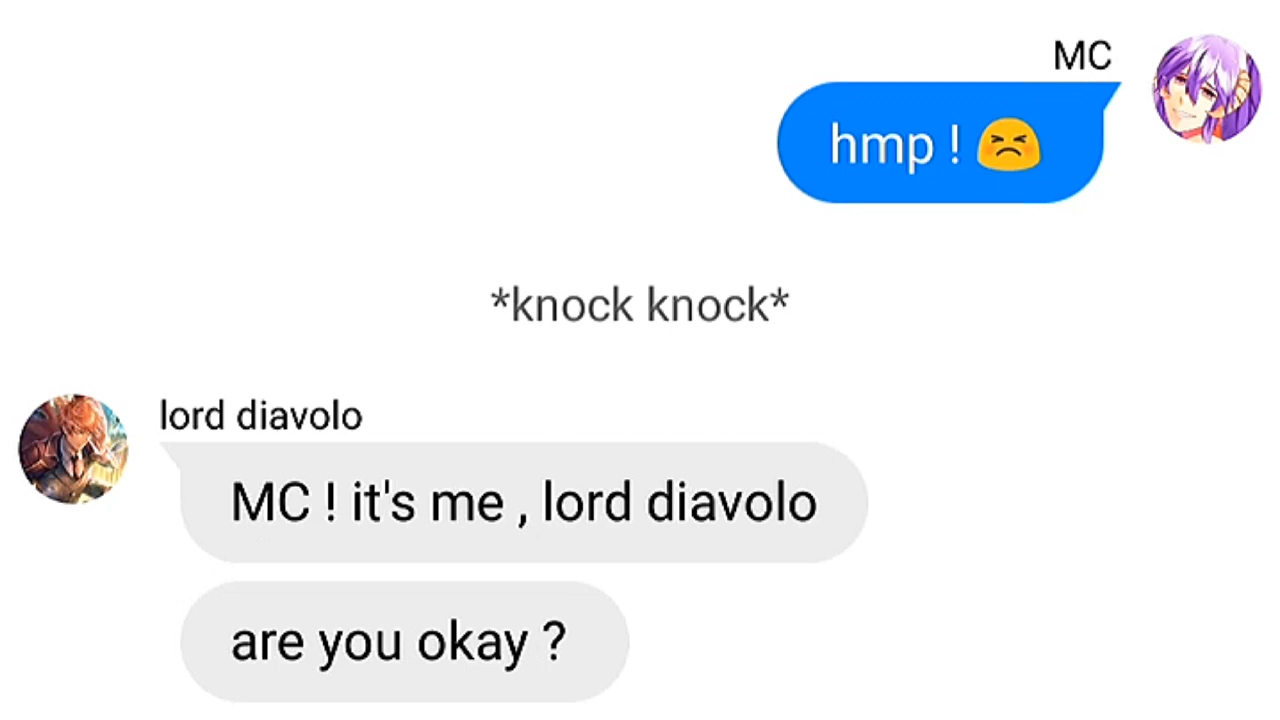 MC
hmp ! 😣
*knock knock*
lord diavolo
MC ! it's me , lord diavolo
are you okay ?